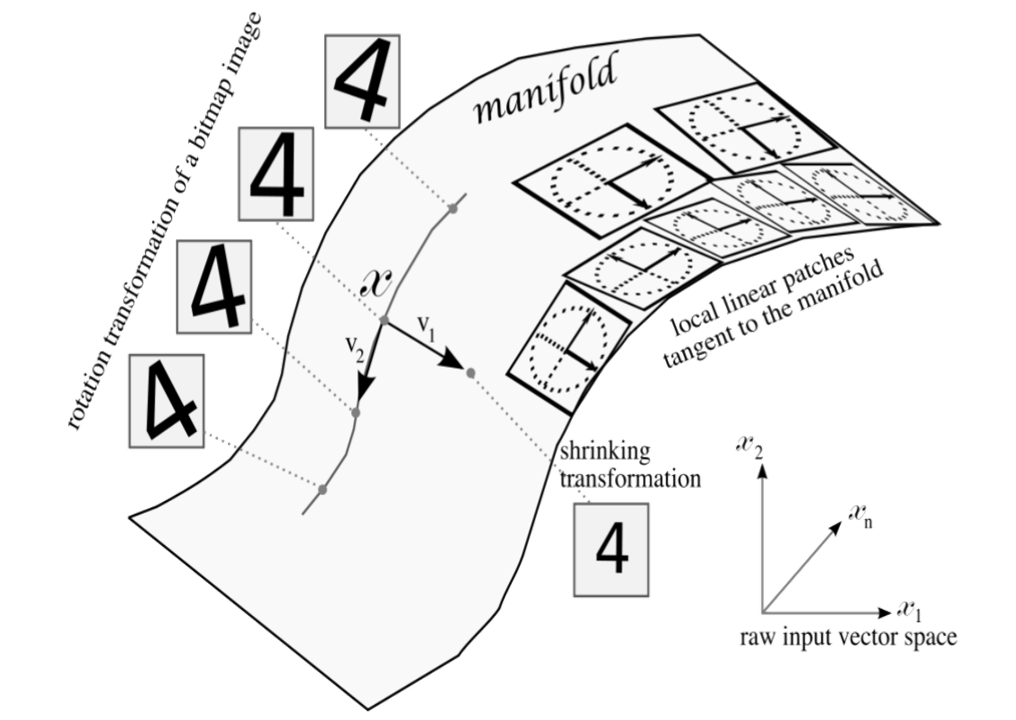 rotation transformation of a bitmap image
4
4
4
4
manifold
x
v1
v2
local linear patches
tangent to the manifold
shrinking
transformation
4
x2
xn
x1
raw input vector space